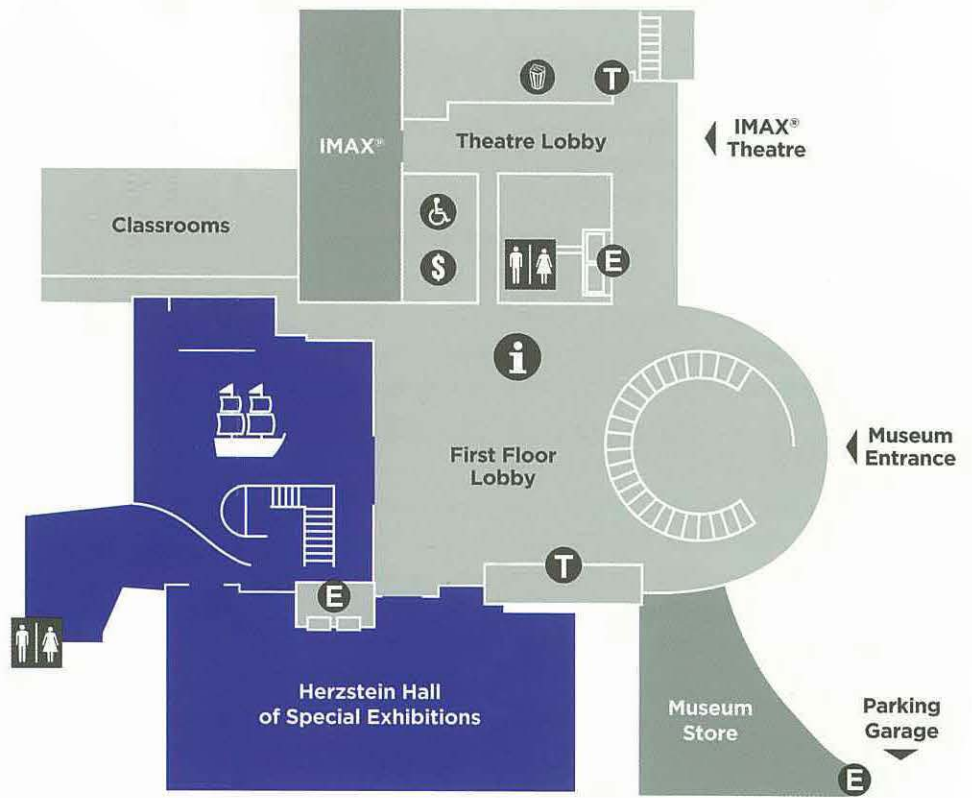 T
IMAX®
Theatre Lobby
IMAX®
Theatre
Classrooms
$
E
i
First Floor
Lobby
Museum
Entrance
T
E
Herzstein Hall
of Special Exhibitions
Museum
Store
Parking
Garage
E